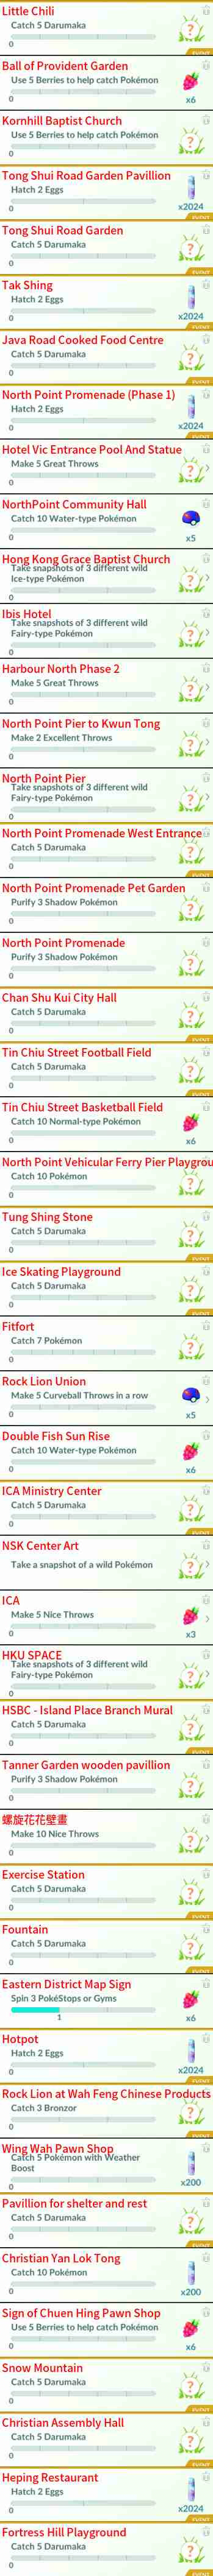 Little Chili
Catch 5 Darumaka
?
0
EVENT
Ball of Provident Garden
Use 5 Berries to help catch Pokémon
0
x6
Kornhill Baptist Church
Use 5 Berries to help catch Pokémon
?
0
Tong Shui Road Garden Pavillion
Hatch 2 Eggs
0
x2024
EVENT
Tong Shui Road Garden
Catch 5 Darumaka
?
0
EVENT
Tak Shing
Hatch 2 Eggs
0
x2024
EVENT
Java Road Cooked Food Centre
Catch 5 Darumaka
?
0
EVENT
North Point Promenade (Phase 1)
Hatch 2 Eggs
0
x2024
EVENT
Hotel Vic Entrance Pool And Statue
Make 5 Great Throws
?
0
NorthPoint Community Hall
Catch 10 Water-type Pokémon
0
x5
Hong Kong Grace Baptist Church
Take snapshots of 3 different wild
Ice-type Pokémon
?
0
Ibis Hotel
Take snapshots of 3 different wild
Fairy-type Pokémon
?
0
Harbour North Phase 2
Make 5 Great Throws
?
0
North Point Pier to Kwun Tong
Make 2 Excellent Throws
?
0
North Point Pier
Take snapshots of 3 different wild
Fairy-type Pokémon
?
0
North Point Promenade West Entrance
Catch 5 Darumaka
?
0
EVENT
North Point Promenade Pet Garden
Purify 3 Shadow Pokémon
?
0
North Point Promenade
Purify 3 Shadow Pokémon
?
0
Chan Shu Kui City Hall
Catch 5 Darumaka
?
0
EVENT
Tin Chiu Street Football Field
Catch 5 Darumaka
?
0
EVENT
Tin Chiu Street Basketball Field
Catch 10 Normal-type Pokémon
0
x6
North Point Vehicular Ferry Pier Playgrou
Catch 10 Pokémon
?
0
Tung Shing Stone
Catch 5 Darumaka
?
0
EVENT
Ice Skating Playground
Catch 5 Darumaka
?
0
EVENT
Fitfort
Catch 7 Pokémon
?
0
Rock Lion Union
Make 5 Curveball Throws in a row
0
x5
Double Fish Sun Rise
Catch 10 Water-type Pokémon
0
x6
ICA Ministry Center
Catch 5 Darumaka
?
0
EVENT
NSK Center Art
Take a snapshot of a wild Pokémon
?
ICA
Make 5 Nice Throws
0
x3
HKU SPACE
Take snapshots of 3 different wild
Fairy-type Pokémon
?
0
HSBC - Island Place Branch Mural
Catch 5 Darumaka
?
0
EVENT
Tanner Garden wooden pavillion
Purify 3 Shadow Pokémon
?
0
螺旋花花壁畫
Make 10 Nice Throws
?
0
Exercise Station
Catch 5 Darumaka
?
0
EVENT
Fountain
Catch 5 Darumaka
?
0
EVENT
Eastern District Map Sign
Spin 3 PokéStops or Gyms
1
x6
Hotpot
Hatch 2 Eggs
0
x2024
EVENT
Rock Lion at Wah Feng Chinese Products
Catch 3 Bronzor
?
0
EVENT
Wing Wah Pawn Shop
Catch 5 Pokémon with Weather
Boost
0
x200
Pavillion for shelter and rest
Catch 5 Darumaka
?
0
EVENT
Christian Yan Lok Tong
Catch 10 Pokémon
0
x200
Sign of Chuen Hing Pawn Shop
Use 5 Berries to help catch Pokémon
0
x6
Snow Mountain
Catch 5 Darumaka
?
0
EVENT
Christian Assembly Hall
Catch 5 Darumaka
?
0
EVENT
Heping Restaurant
Hatch 2 Eggs
0
x2024
EVENT
Fortress Hill Playground
Catch 5 Darumaka
?
0
EVENT